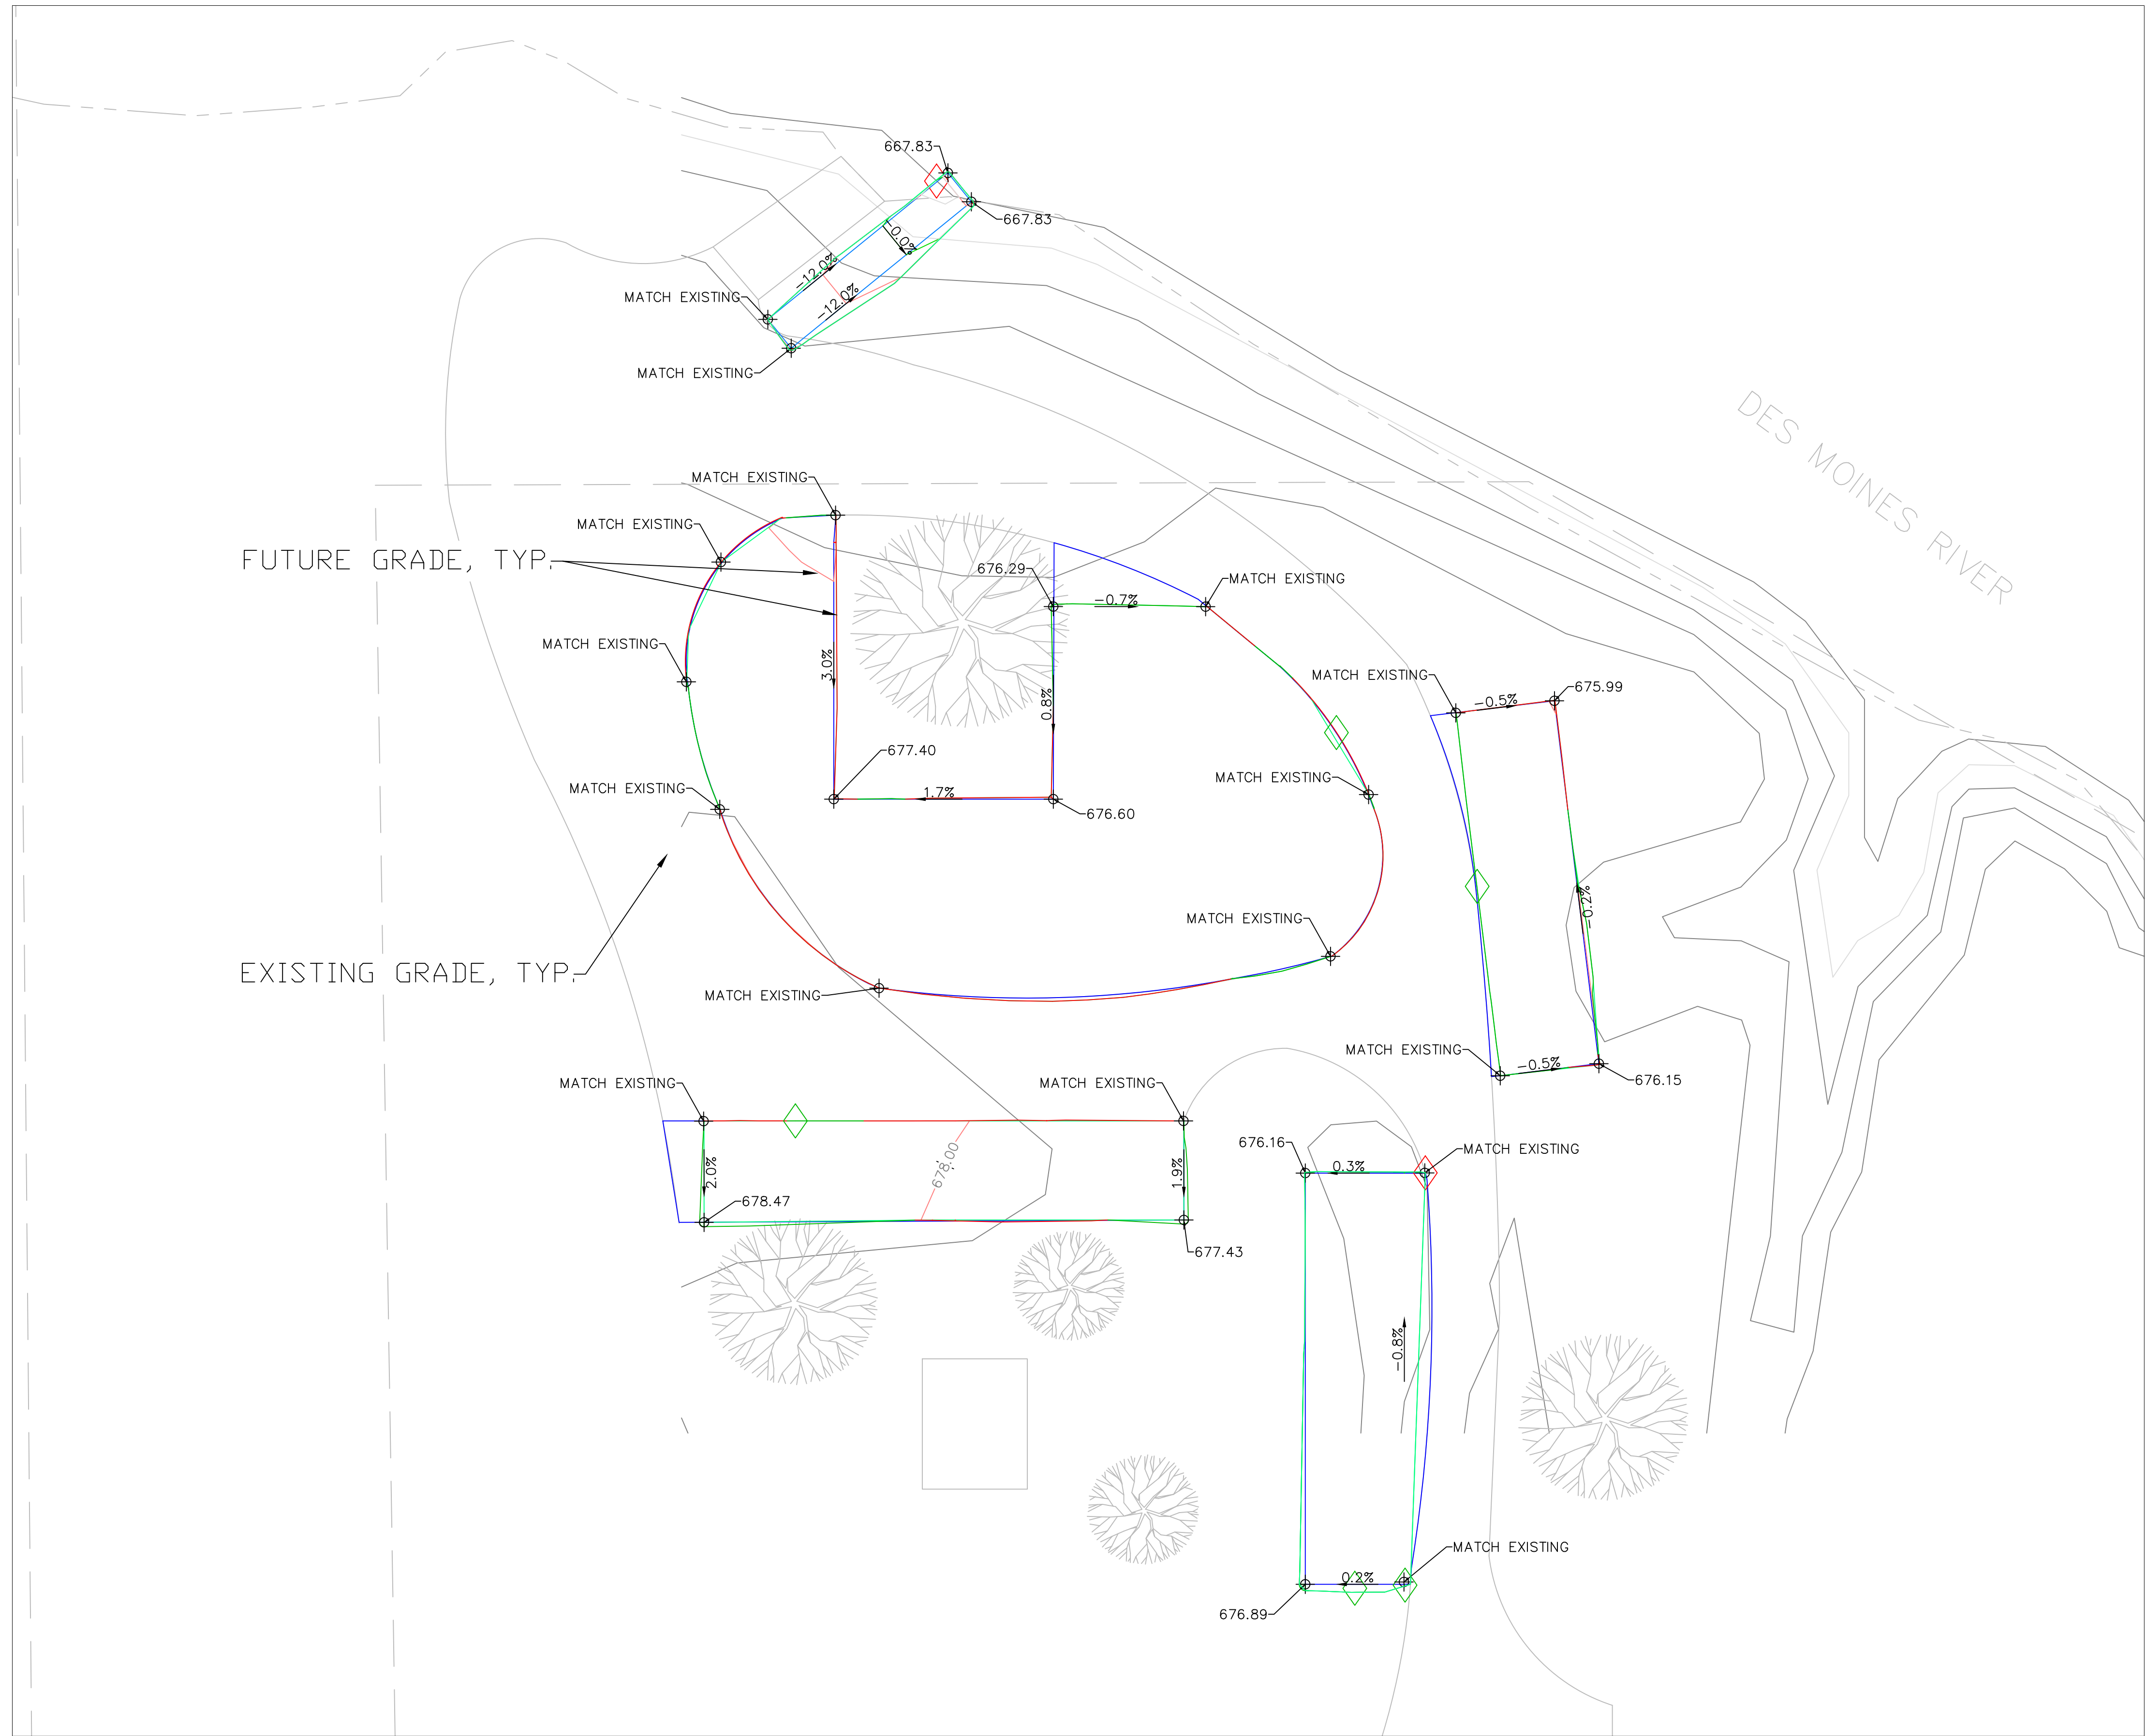 667.83
667.83
-0.0%
-12.0%
-12.0%
MATCH EXISTING
MATCH EXISTING
DES MOINES RIVER
MATCH EXISTING
MATCH EXISTING
FUTURE GRADE, TYP.
676.29
-0.7%
MATCH EXISTING
MATCH EXISTING
3.0%
0.8%
MATCH EXISTING
-0.5%
675.99
677.40
MATCH EXISTING
MATCH EXISTING
1.7%
676.60
-0.2%
MATCH EXISTING
EXISTING GRADE, TYP.
MATCH EXISTING
MATCH EXISTING
-0.5%
676.15
MATCH EXISTING
MATCH EXISTING
2.0%
678.00
1.9%
676.16
0.3%
MATCH EXISTING
678.47
677.43
-0.8%
MATCH EXISTING
0.2%
676.89